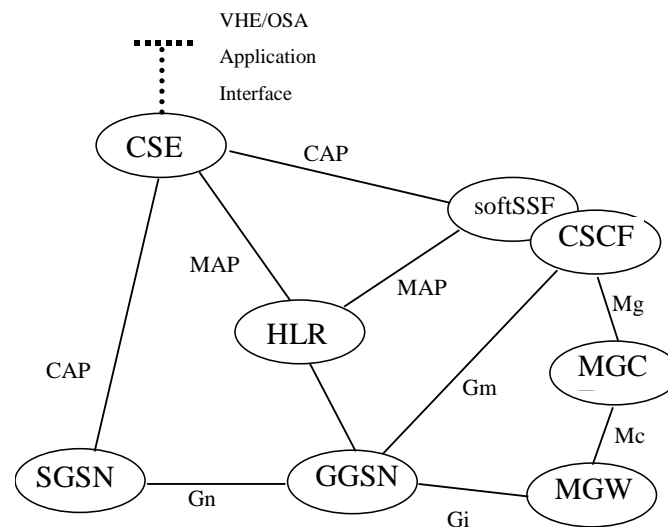 VHE/OSA
Application
Interface
CSE
CAP
softSSF
CSCF
MAP
MAP
Mg
HLR
CAP
Gm
MGC
Mc
SGSN
GGSN
MGW
Gn
Gi